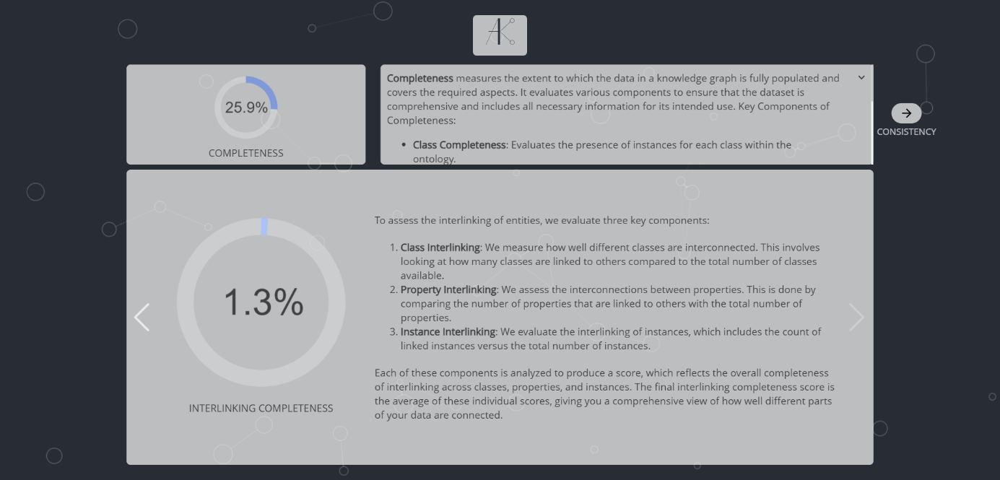 AK
25.9%
COMPLETENESS
Completeness measures the extent to which the data in a knowledge graph is fully populated and
covers the required aspects. It evaluates various components to ensure that the dataset is
comprehensive and includes all necessary information for its intended use. Key Components of
Completeness:
• Class Completeness: Evaluates the presence of instances for each class within the
ontology.
CONSISTENCY
1.3%
INTERLINKING COMPLETENESS
To assess the interlinking of entities, we evaluate three key components:
1. Class Interlinking: We measure how well different classes are interconnected. This involves
looking at how many classes are linked to others compared to the total number of classes
available.
2. Property Interlinking: We assess the interconnections between properties. This is done by
comparing the number of properties that are linked to others with the total number of
properties.
3. Instance Interlinking: We evaluate the interlinking of instances, which includes the count of
linked instances versus the total number of instances.
Each of these components is analyzed to produce a score, which reflects the overall completeness
of interlinking across classes, properties, and instances. The final interlinking completeness score is
the average of these individual scores, giving you a comprehensive view of how well different parts
of your data are connected.